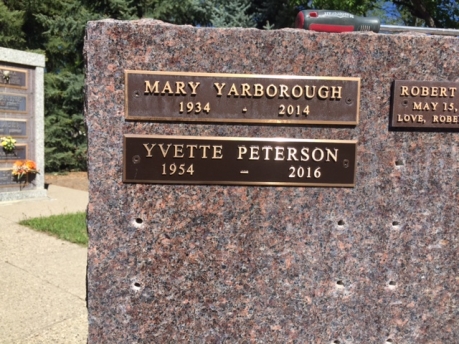 MARY YARBOROUGH
1934 - 2014
YVETTE PETERSON
1954 – 2016
ROBERT
MAY 15,
LOVE, ROBE